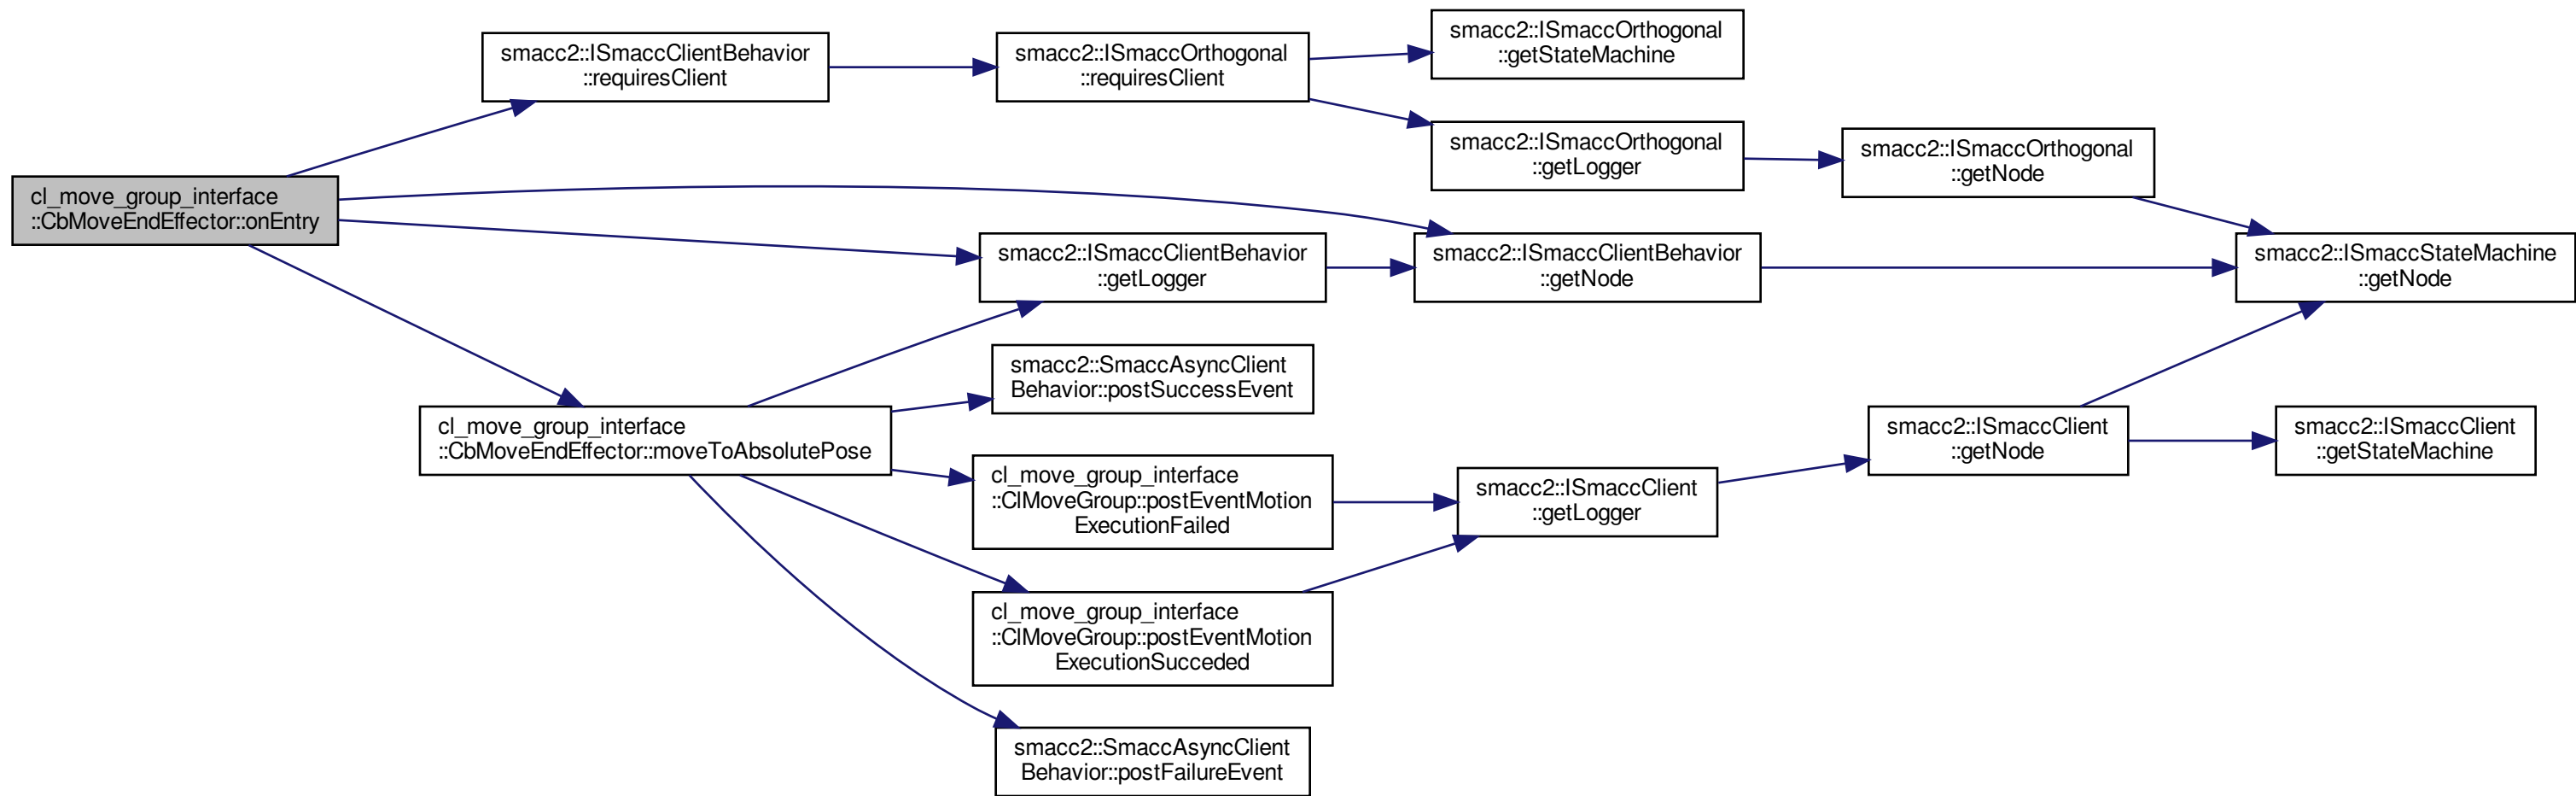 cl_move_group_interface
::CbMoveEndEffector::onEntry
smacc2::ISmaccClientBehavior
::requiresClient
smacc2::ISmaccOrthogonal
::requiresClient
smacc2::ISmaccOrthogonal
::getStateMachine
smacc2::ISmaccOrthogonal
::getLogger
smacc2::ISmaccOrthogonal
::getNode
smacc2::ISmaccClientBehavior
::getLogger
smacc2::ISmaccClientBehavior
::getNode
smacc2::ISmaccStateMachine
::getNode
cl_move_group_interface
::CbMoveEndEffector::moveToAbsolutePose
smacc2::SmaccAsyncClient
Behavior::postSuccessEvent
cl_move_group_interface
::ClMoveGroup::postEventMotion
ExecutionFailed
smacc2::ISmaccClient
::getLogger
smacc2::ISmaccClient
::getNode
smacc2::ISmaccClient
::getStateMachine
cl_move_group_interface
::ClMoveGroup::postEventMotion
ExecutionSucceded
smacc2::SmaccAsyncClient
Behavior::postFailureEvent